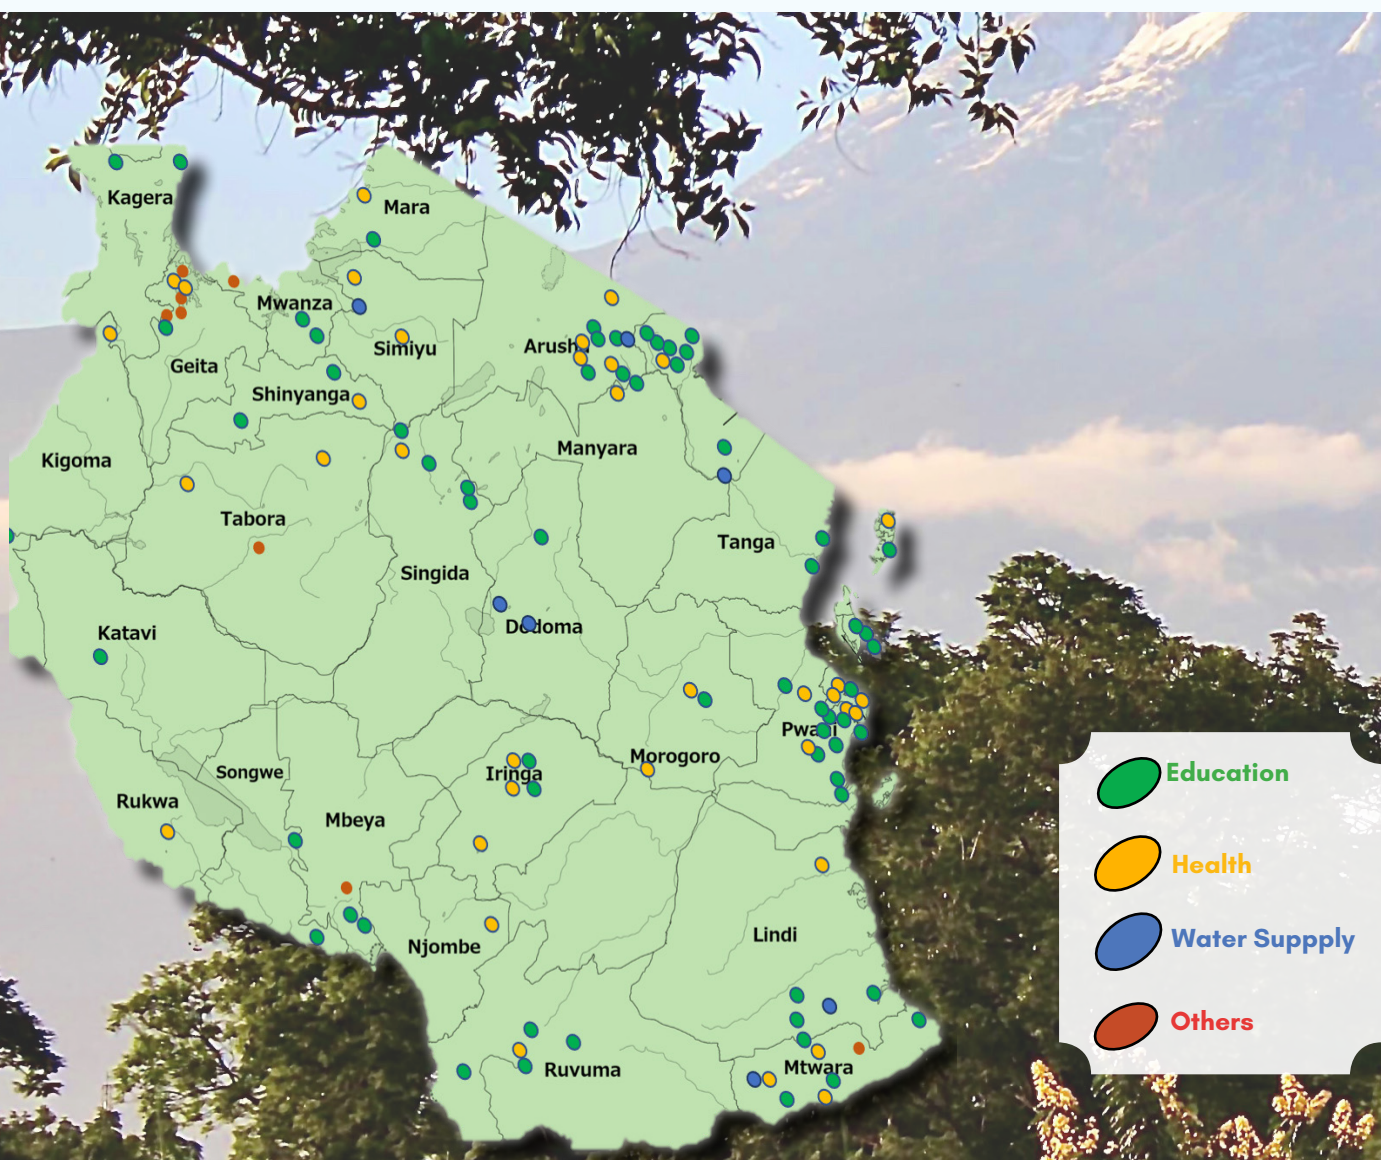 Kagera
Mara
Mwanza
Simiyu
Geita
Arusha
Shinyanga
Kigoma
Manyara
Tabora
Tanga
Singida
Dodoma
Katavi
Pwani
Morogoro
Songwe
Iringa
Rukwa
Mbeya
Njombe
Lindi
Ruvuma
Mtwara
Education
Health
Water Suppply
Others